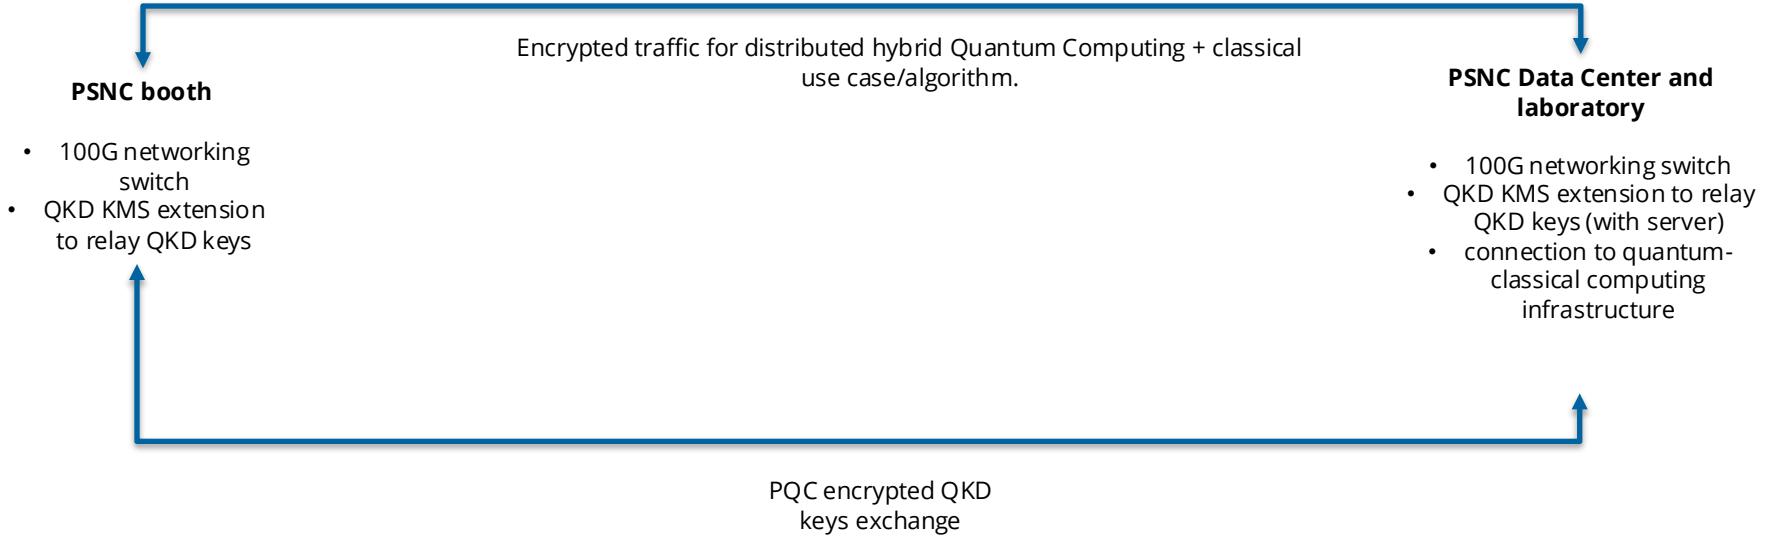 Encrypted traffic for distributed hybrid Quantum Computing + classical
use case/algorithm.
PSNC booth
• 100G networking
switch
• QKD KMS extension
to relay QKD keys
PSNC Data Center and
laboratory
• 100G networking switch
• QKD KMS extension to relay
QKD keys (with server)
• connection to quantum-
classical computing
infrastructure
PQC encrypted QKD
keys exchange